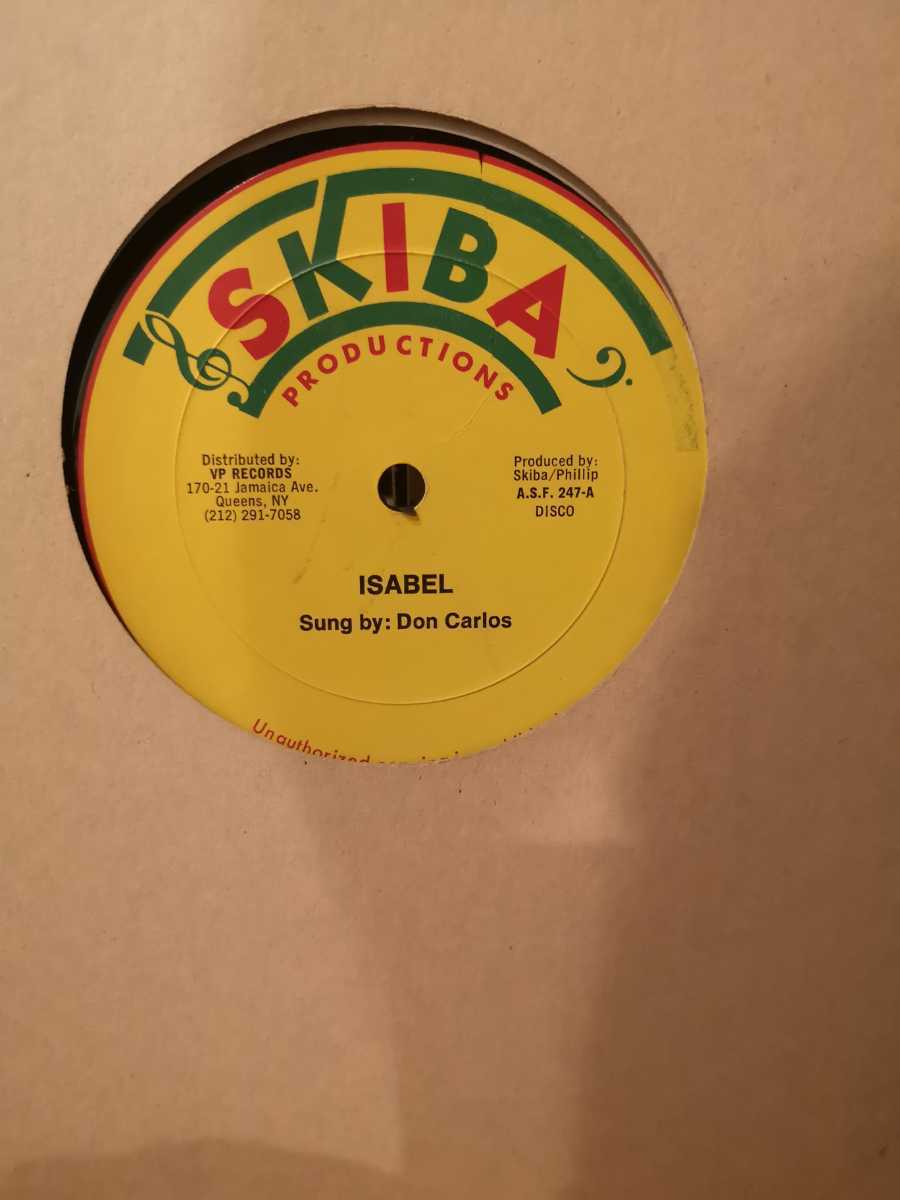 SKIBA
PRODUCTIONS
Distributed by:
VP RECORDS
170-21 Jamaica Ave.
Queens, NY
(212) 291-7058
Produced by:
Skiba/Phillip
A.S.F. 247-A
DISCO
ISABEL
Sung by: Don Carlos
Unauthorized